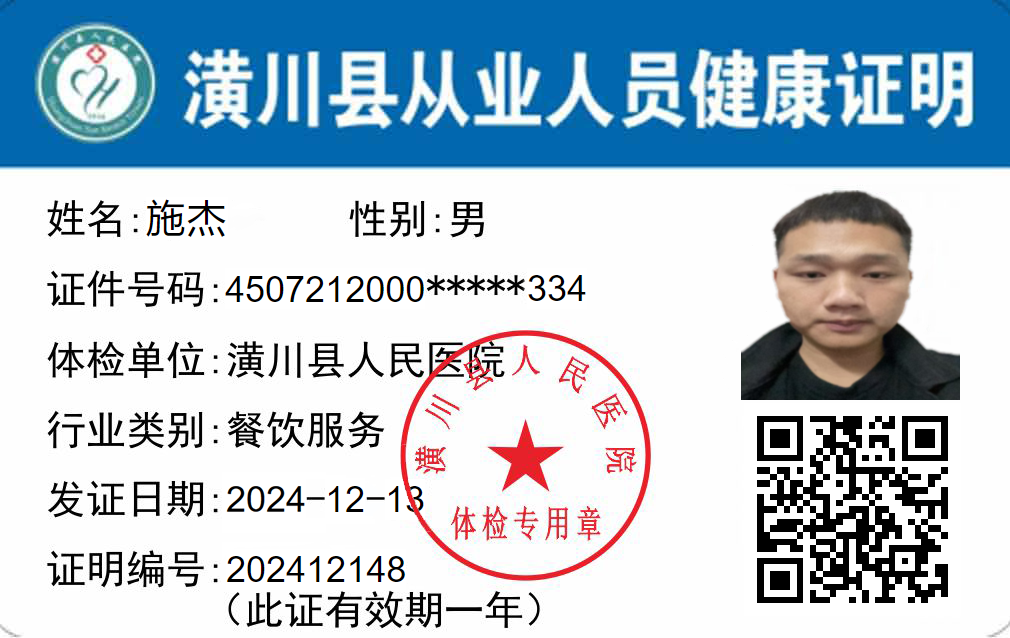 潢川县从业人员健康证明
姓名:施杰 性别:男
证件号码:4507212000*****334
体检单位:潢川县人民医院
行业类别:餐饮服务
发证日期:2024-12-13
证明编号:202412148
（此证有效期一年）
潢川县人民医院
体检专用章